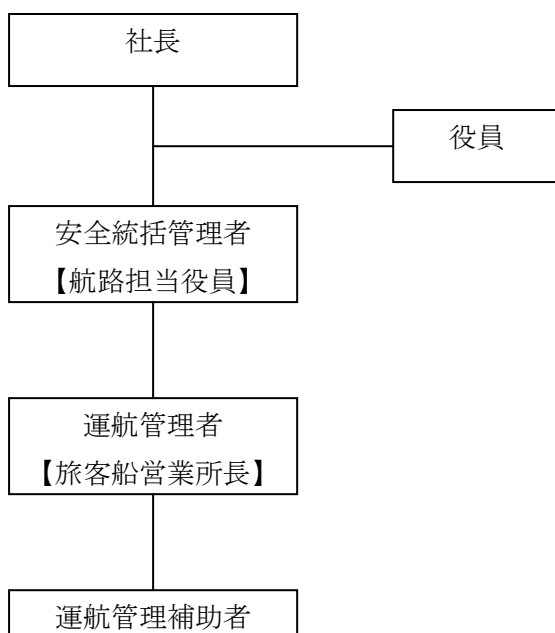 社長
役員
安全統括管理者
【航路担当役員】
運航管理者
【旅客船営業所長】
運航管理補助者